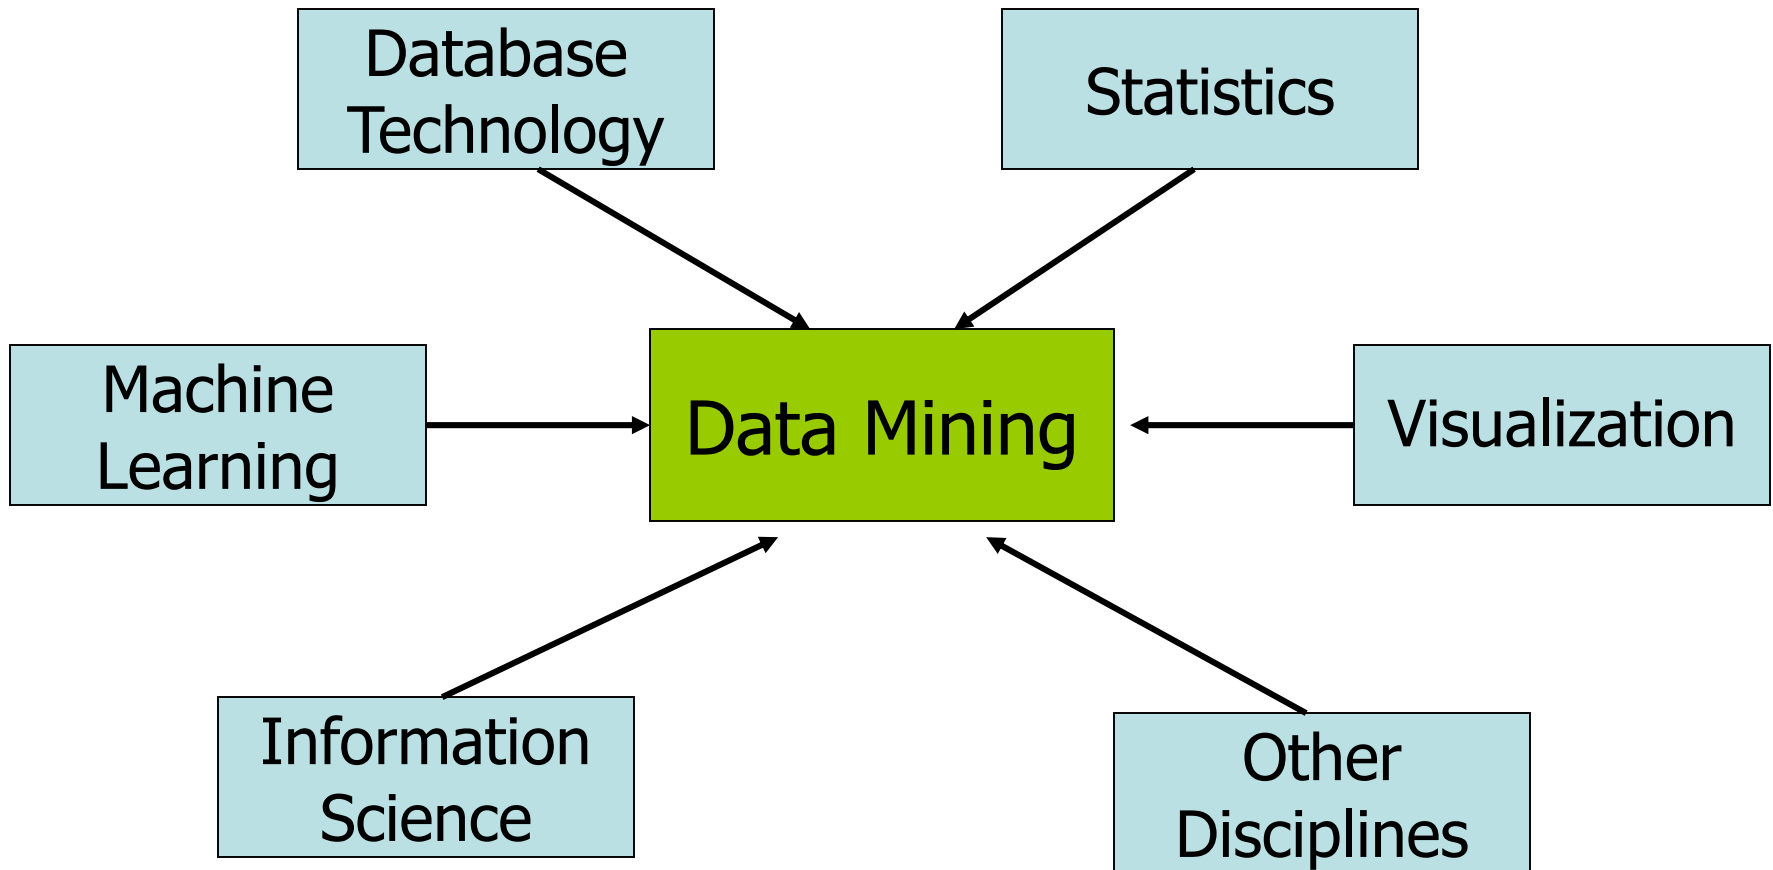 Database
Technology
Statistics
Machine
Learning
Data Mining
Visualization
Information
Science
Other
Disciplines